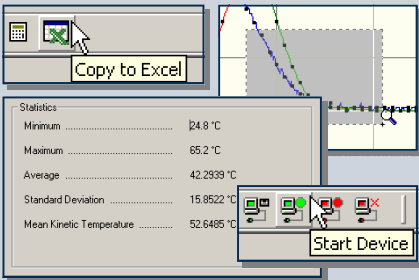 Copy to Excel
Statistics
Minimum ........................ 24.8 °C
Maximum ........................ 65.2 °C
Average ........................ 42.2939 °C
Standard Deviation ........................ 15.8522 °C
Mean Kinetic Temperature ........................ 52.6485 °C
Start Device